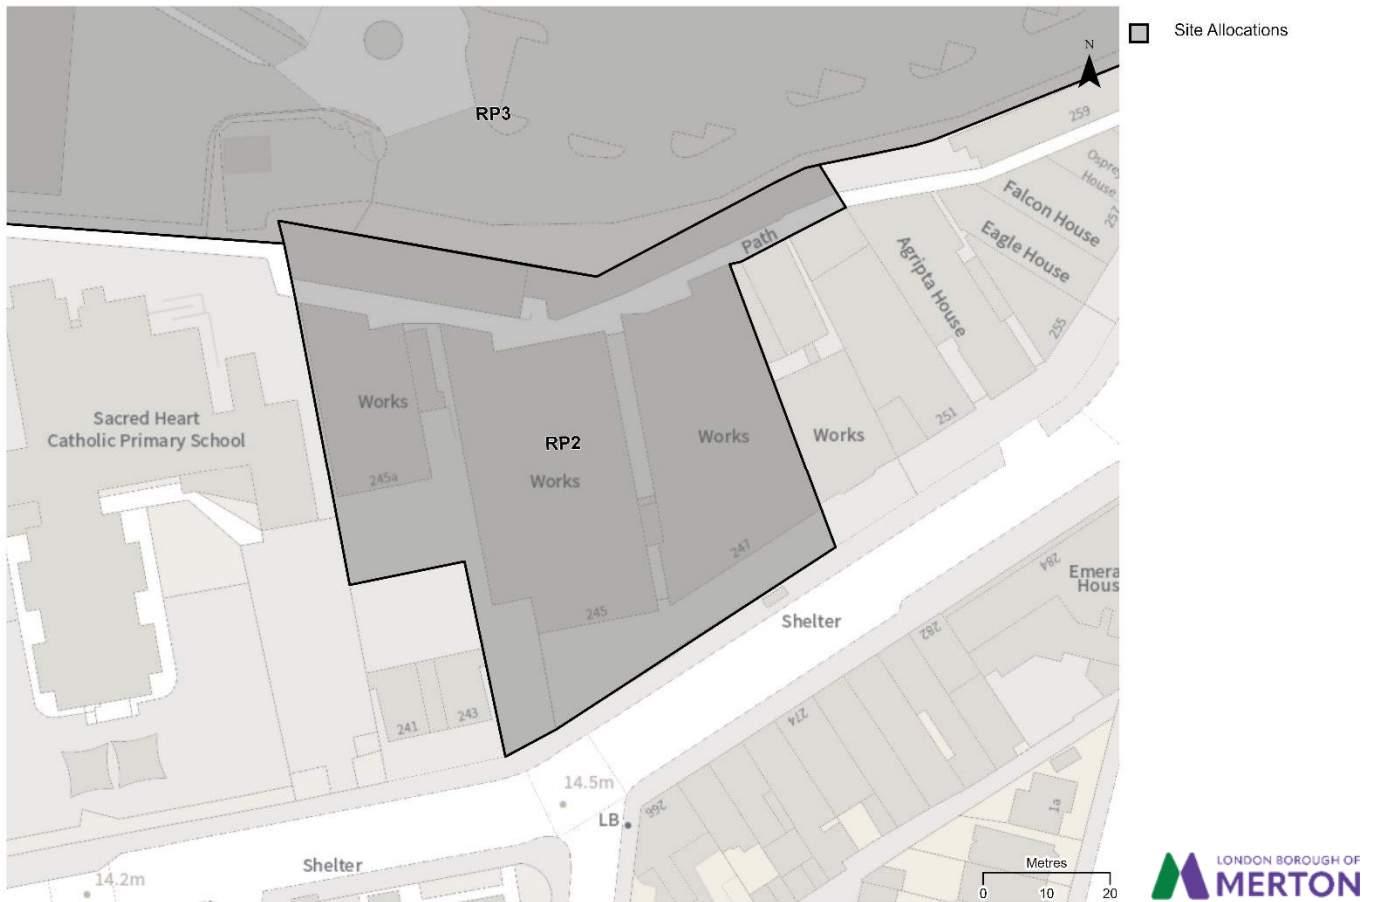 Site Allocations
N
RP3
259
Osprey
House
257
Falcon House
Eagle House
255
Path
Agripta House
251
Works
245a
Sacred Heart
Catholic Primary School
RP2
Works
Works
Works
247
245
284
Emera
Hous
Shelter
282
274
241
243
14.5m
266
LB
1a
Shelter
14.2m
Metres
0 10 20
LONDON BOROUGH OF
MERTON